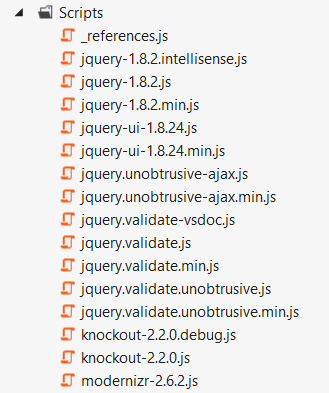 Scripts
_references.js
jquery-1.8.2.intellisense.js
jquery-1.8.2.js
jquery-1.8.2.min.js
jquery-ui-1.8.24.js
jquery-ui-1.8.24.min.js
jquery.unobtrusive-ajax.js
jquery.unobtrusive-ajax.min.js
jquery.validate-vsdoc.js
jquery.validate.js
jquery.validate.min.js
jquery.validate.unobtrusive.js
jquery.validate.unobtrusive.min.js
knockout-2.2.0.debug.js
knockout-2.2.0.js
modernizr-2.6.2.js